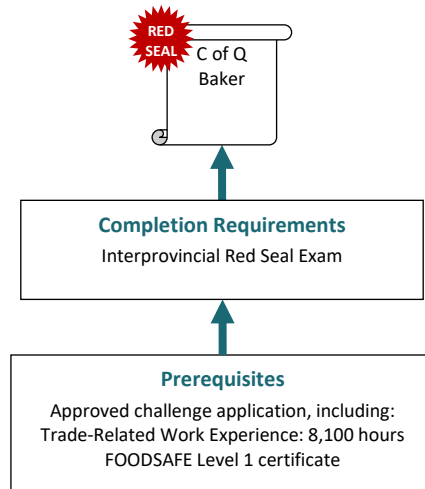 RED
SEAL
C of Q
Baker
Completion Requirements
Interprovincial Red Seal Exam
Prerequisites
Approved challenge application, including:
Trade-Related Work Experience: 8,100 hours
FOODSAFE Level 1 certificate